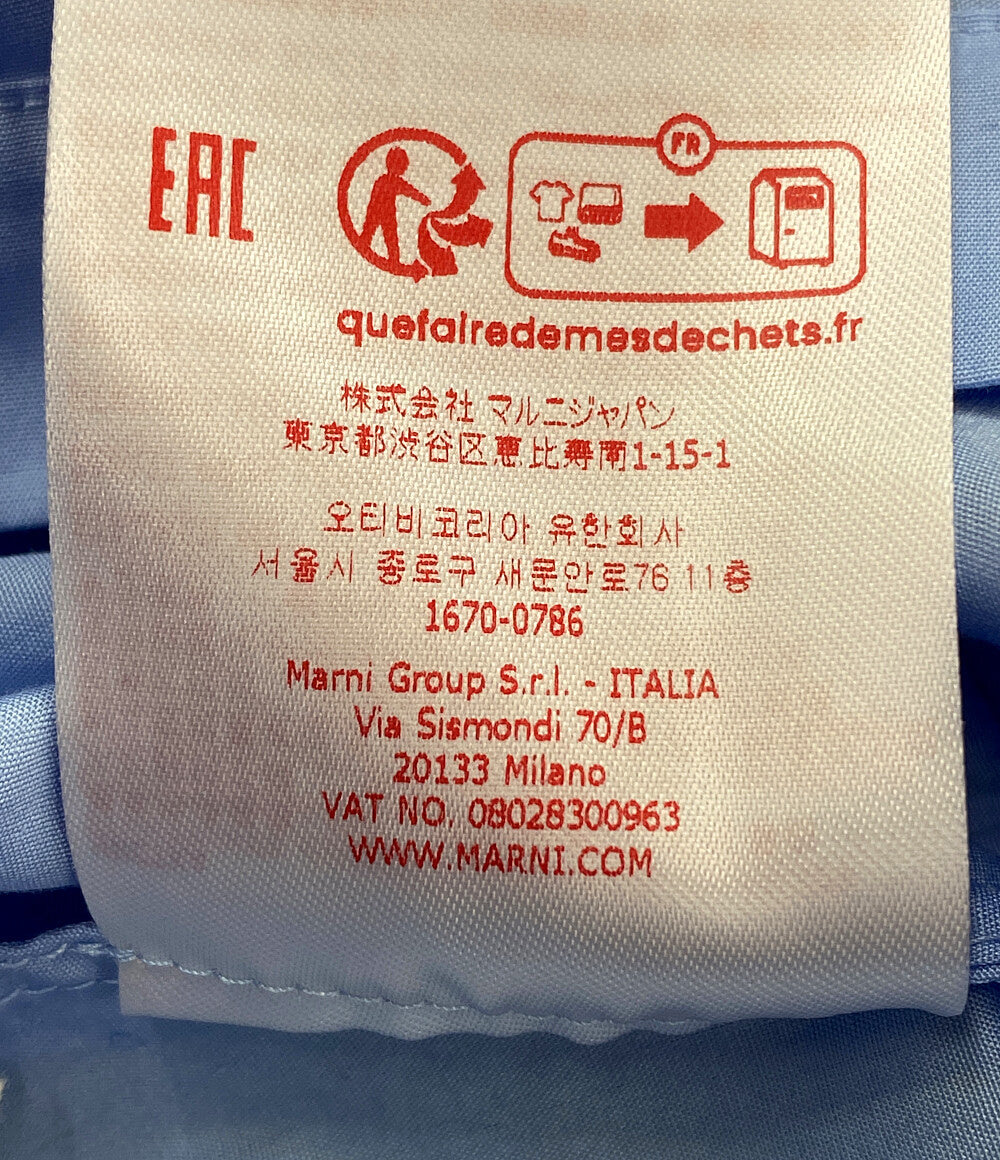 EAC
FR
quefairedemesdechets.fr
株式会社 マルニジャパン
東京都渋谷区恵比寿南1-15-1
오티비코리아 유한회사
서울시 종로구 새문안로76 11층
1670-0786
Marni Group S.r.l. - ITALIA
Via Sismondi 70/B
20133 Milano
VAT NO. 08028300963
WWW.MARNI.COM